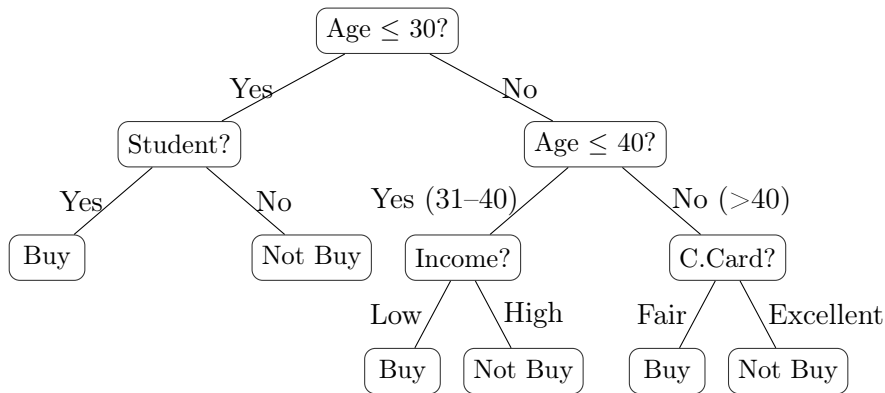 Age ≤ 30?
Yes
No
Student?
Age ≤ 40?
Yes
No
Yes (31–40)
No (>40)
Buy
Not Buy
Income?
C.Card?
Low
High
Fair
Excellent
Buy
Not Buy
Buy
Not Buy